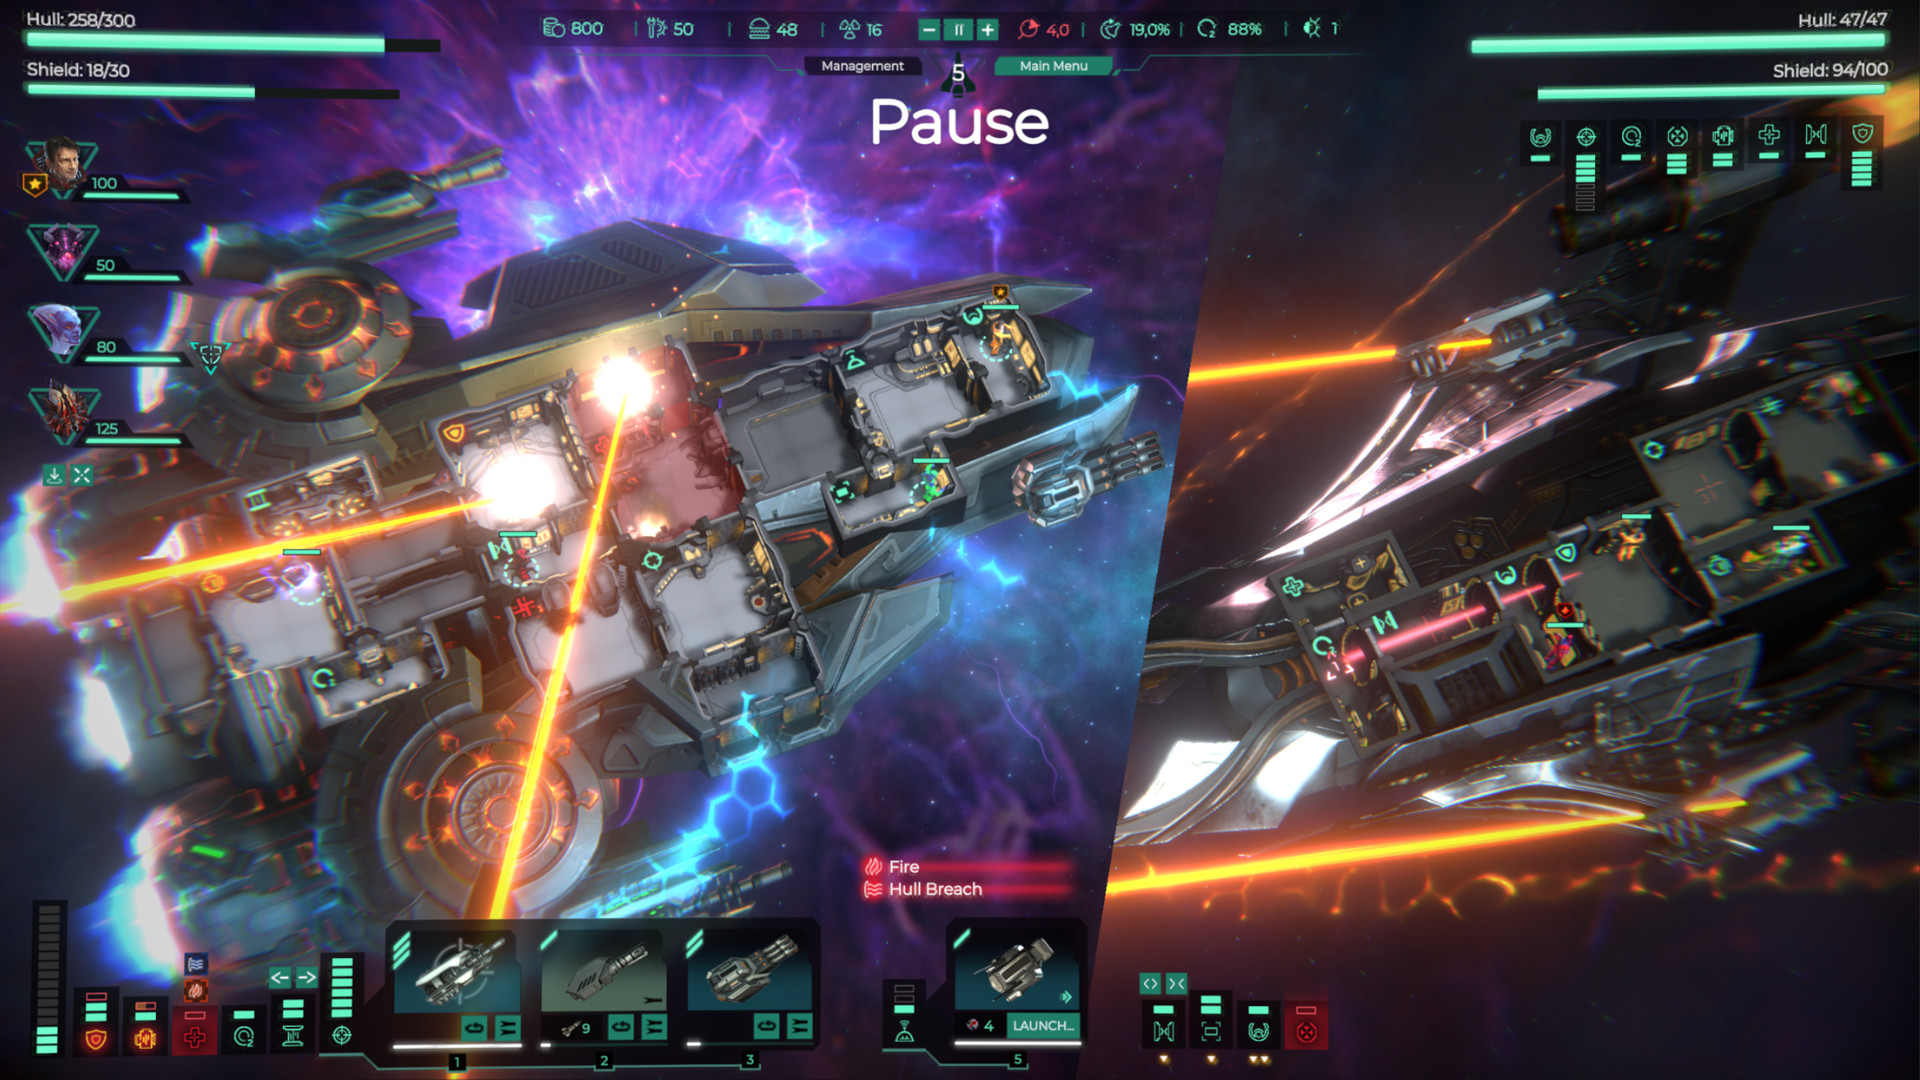 Hull: 258/300
Shield: 18/30
800
50
48
16
4,0
19,0%
88%
1
Hull: 47/47
Shield: 94/100
Management
5
Main Menu
Pause
100
50
80
125
Fire
Hull Breach
9
4
LAUNCH...
1
2
3
5